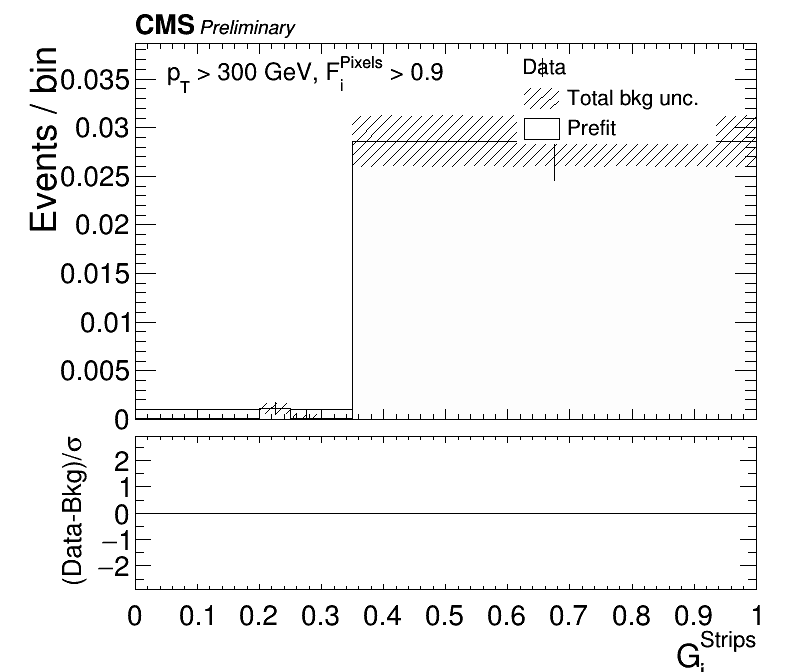 CMS Preliminary
Events / bin
p_T > 300 GeV, F_i^Pixels > 0.9
Data
Total bkg unc.
Prefit
0.035
0.03
0.025
0.02
0.015
0.01
0.005
0
(Data-Bkg)/σ
2
1
0
−1
−2
0 0.1 0.2 0.3 0.4 0.5 0.6 0.7 0.8 0.9 1
G_i^Strips